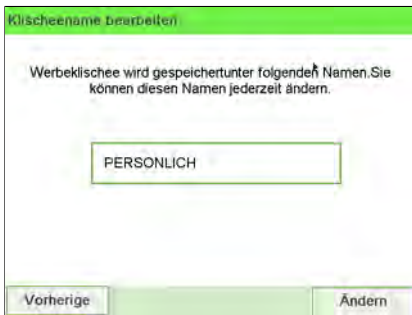 Klischeename bearbeiten
Werbeklischee wird gespeichertunter folgenden Namen.Sie
können diesen Namen jederzeit ändern.
PERSONLICH
Vorherige
Ändern